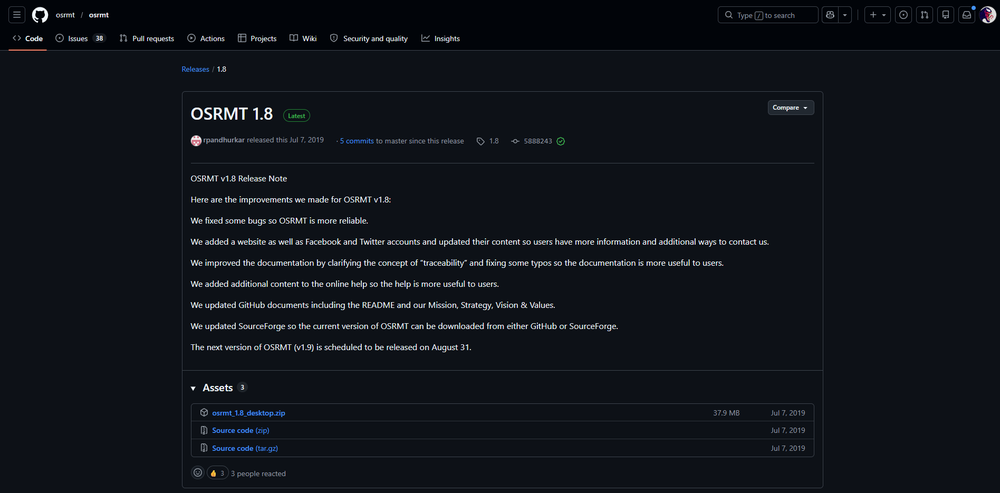 osrmt / osrmt
Type / to search
Code
Issues 38
Pull requests
Actions
Projects
Wiki
Security and quality
Insights
Releases / 1.8
OSRMT 1.8 Latest
Compare
rpandhurkar released this Jul 7, 2019 · 5 commits to master since this release 1.8 5888243
OSRMT v1.8 Release Note
Here are the improvements we made for OSRMT v1.8:
We fixed some bugs so OSRMT is more reliable.
We added a website as well as Facebook and Twitter accounts and updated their content so users have more information and additional ways to contact us.
We improved the documentation by clarifying the concept of “traceability” and fixing some typos so the documentation is more useful to users.
We added additional content to the online help so the help is more useful to users.
We updated GitHub documents including the README and our Mission, Strategy, Vision & Values.
We updated SourceForge so the current version of OSRMT can be downloaded from either GitHub or SourceForge.
The next version of OSRMT (v1.9) is scheduled to be released on August 31.
Assets 3
osrmt_1.8_desktop.zip 37.9 MB Jul 7, 2019
Source code (zip) Jul 7, 2019
Source code (tar.gz) Jul 7, 2019
👍 3 3 people reacted